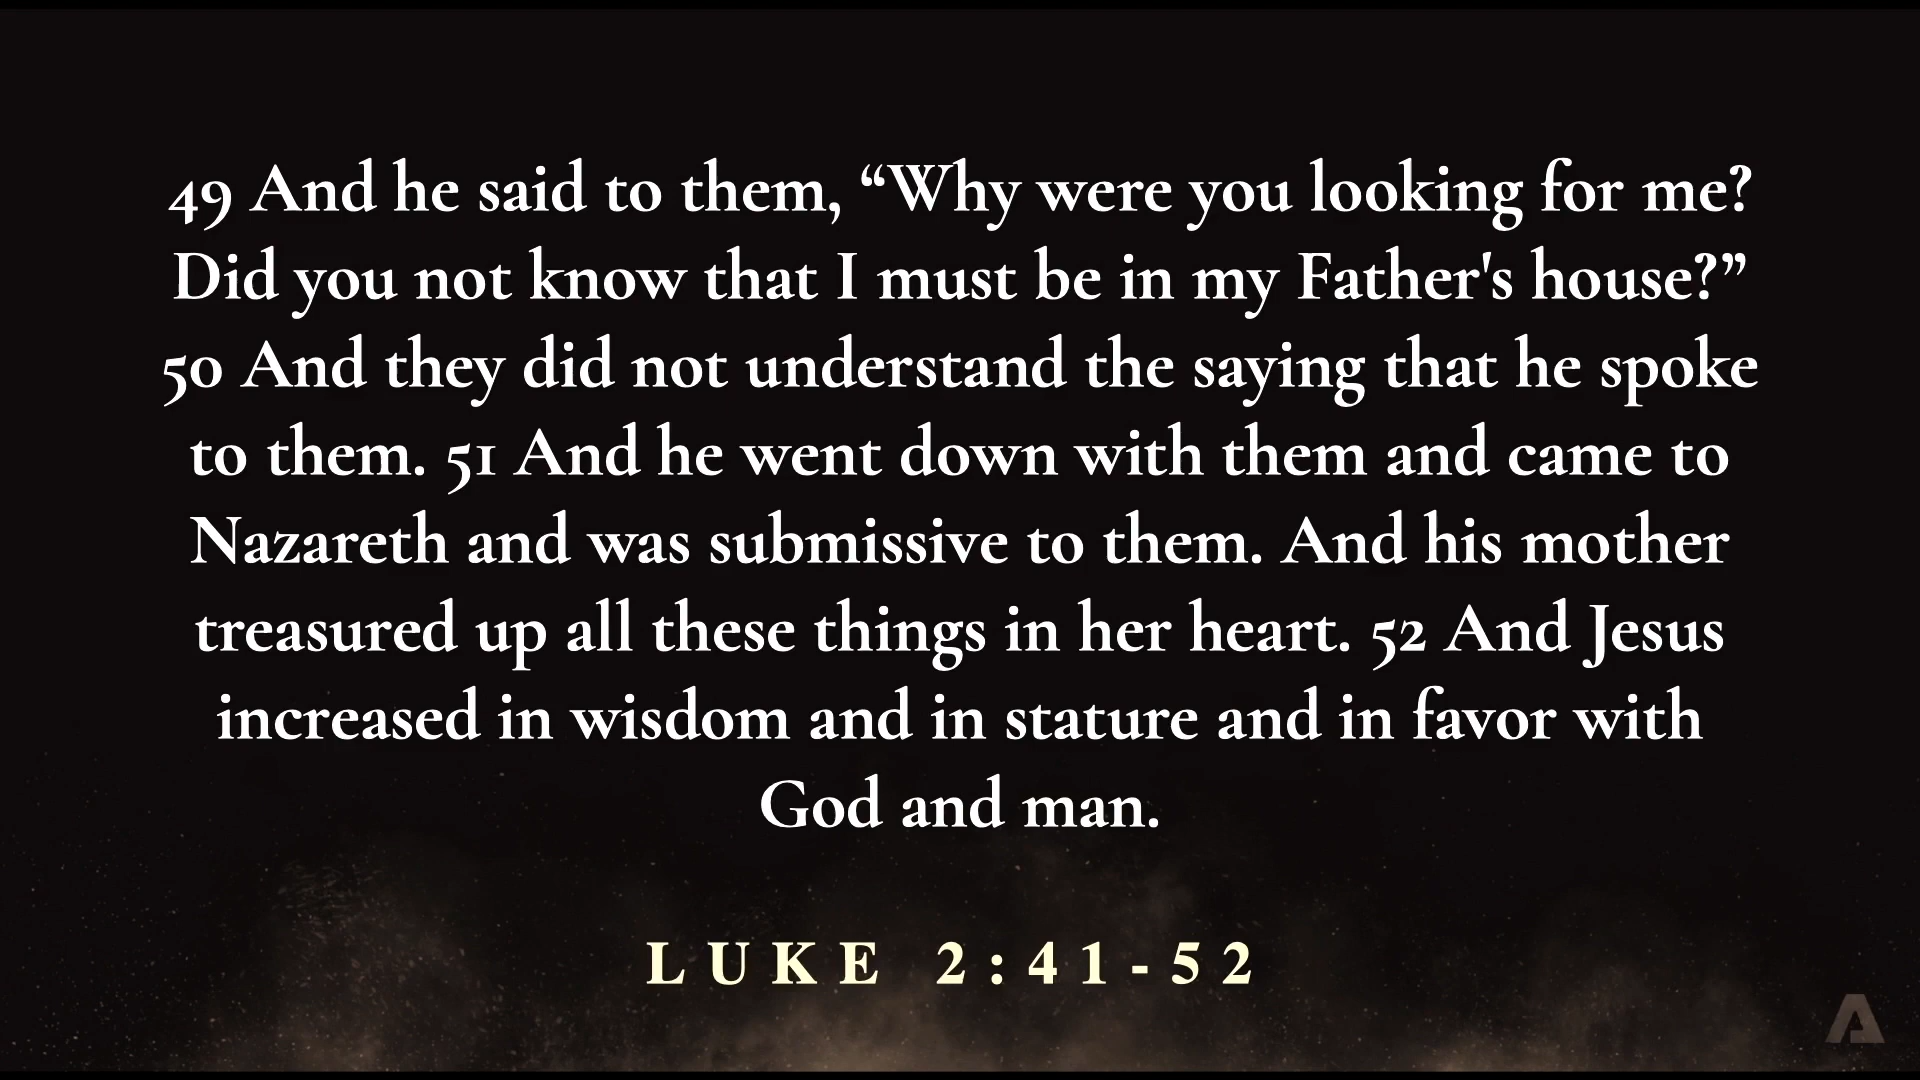 49 And he said to them, “Why were you looking for me?
Did you not know that I must be in my Father's house?”
50 And they did not understand the saying that he spoke
to them. 51 And he went down with them and came to
Nazareth and was submissive to them. And his mother
treasured up all these things in her heart. 52 And Jesus
increased in wisdom and in stature and in favor with
God and man.
LUKE 2:41-52